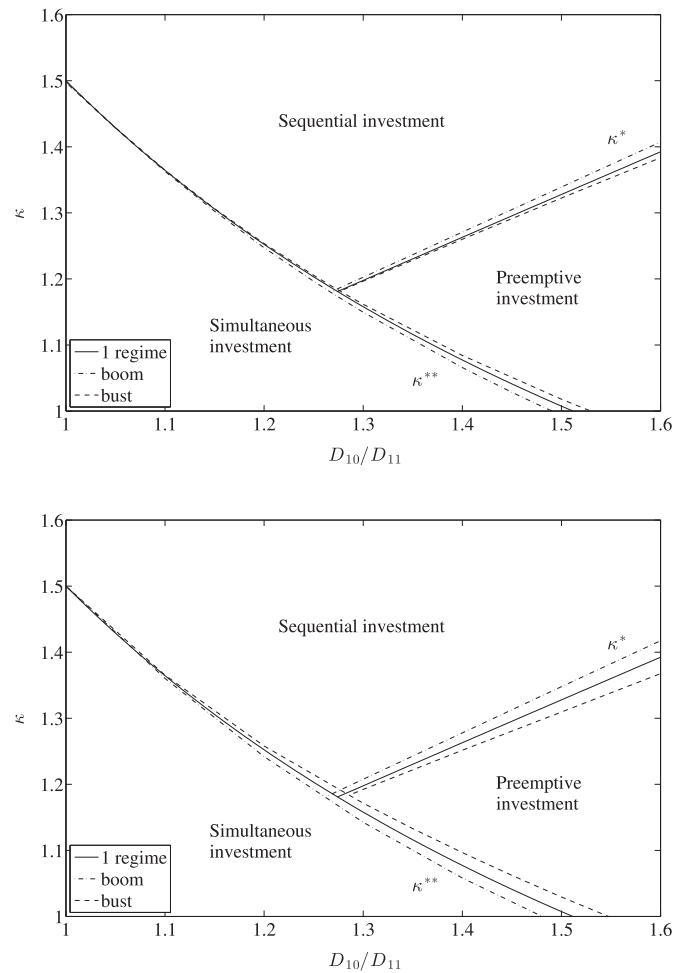 1.6
1.5
1.4
1.3
1.2
1.1
1
κ
Sequential investment
κ*
Preemptive
investment
Simultaneous
investment
κ**
1 regime
boom
bust
1 1.1 1.2 1.3 1.4 1.5 1.6
D₁₀/D₁₁
1.6
1.5
1.4
1.3
1.2
1.1
1
κ
Sequential investment
κ*
Preemptive
investment
Simultaneous
investment
κ**
1 regime
boom
bust
1 1.1 1.2 1.3 1.4 1.5 1.6
D₁₀/D₁₁